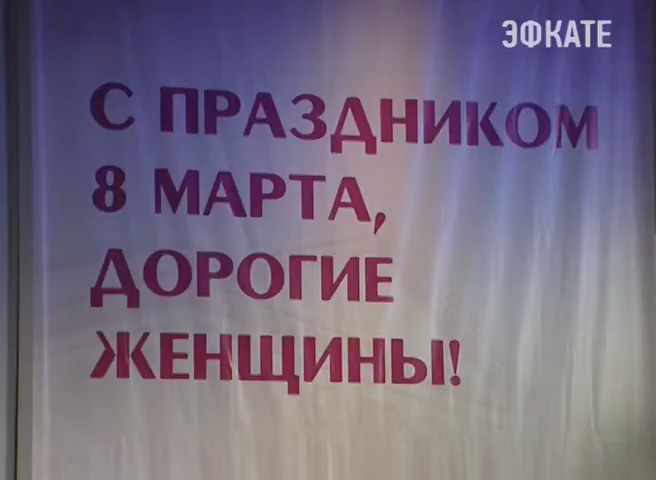 ЭФКАТЕ
С ПРАЗДНИКОМ
8 МАРТА,
ДОРОГИЕ
ЖЕНЩИНЫ!